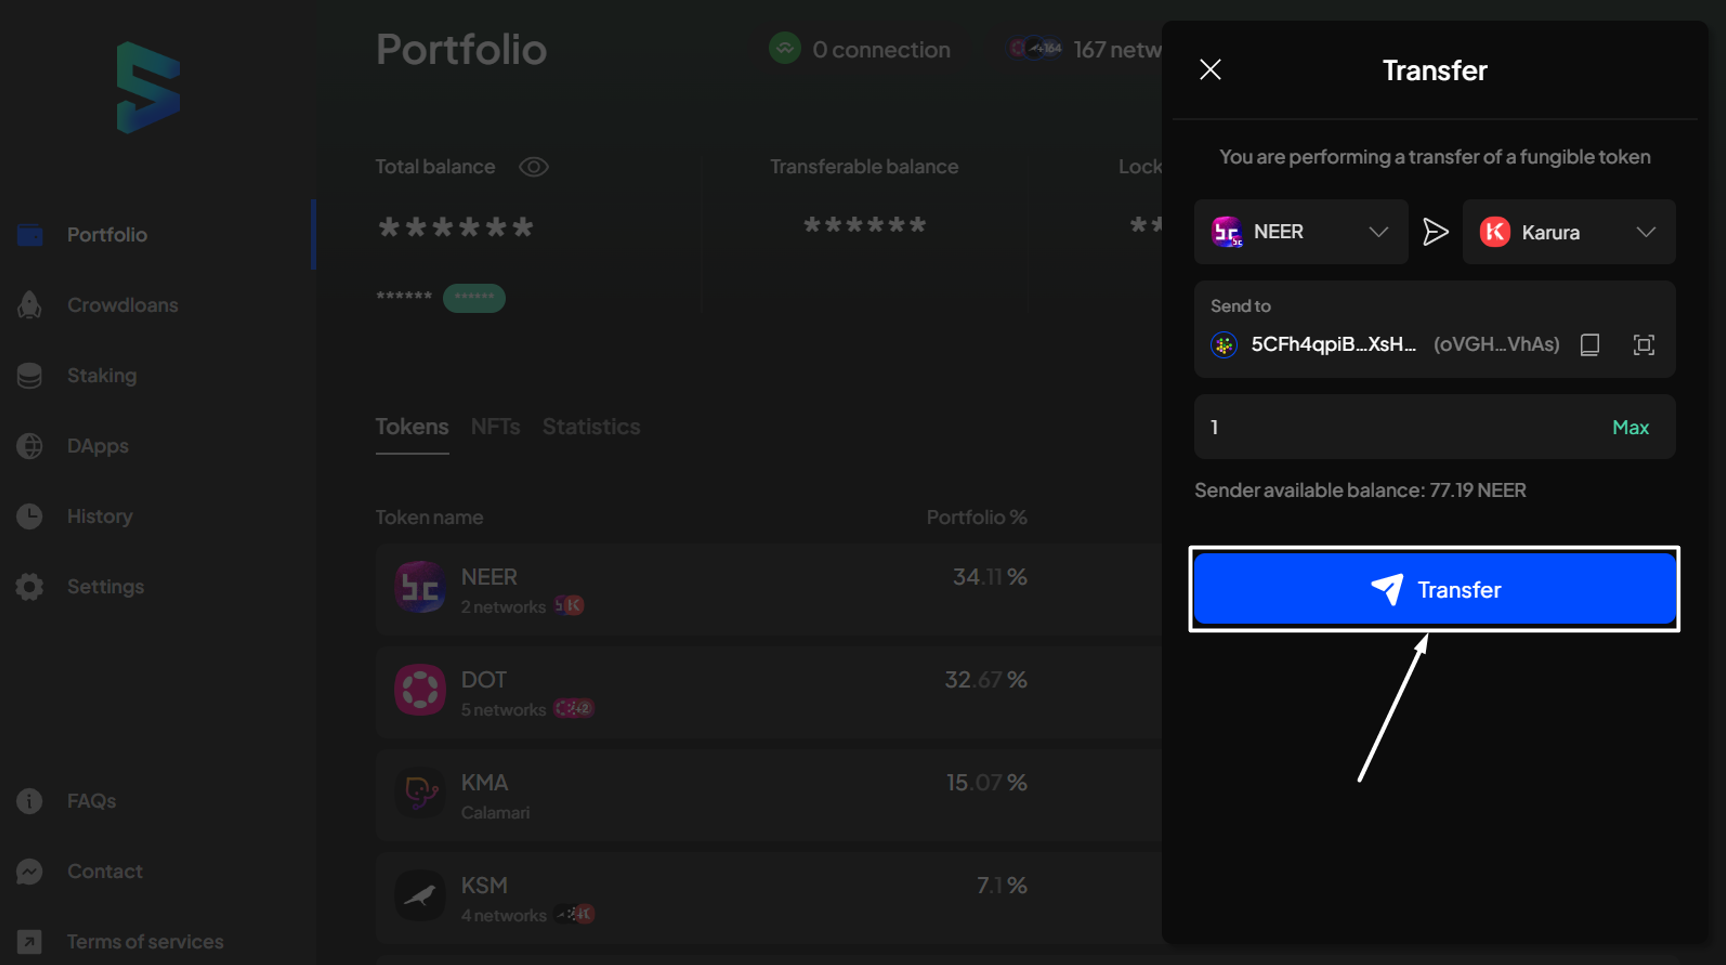 Portfolio
0 connection
+164
167 netw
Transfer
You are performing a transfer of a fungible token
NEER
Karura
Send to
5CFh4qpiB...XsH...
(oVGH...VhAs)
1
Max
Sender available balance: 77.19 NEER
Transfer
Portfolio
Crowdloans
Staking
DApps
History
Settings
FAQs
Contact
Terms of services
Total balance
Transferable balance
Lock
******
******
**
******
******
Tokens
NFTs
Statistics
Token name
Portfolio %
NEER
34.11 %
2 networks
DOT
32.67 %
5 networks
+2
KMA
15.07 %
Calamari
KSM
7.1 %
4 networks